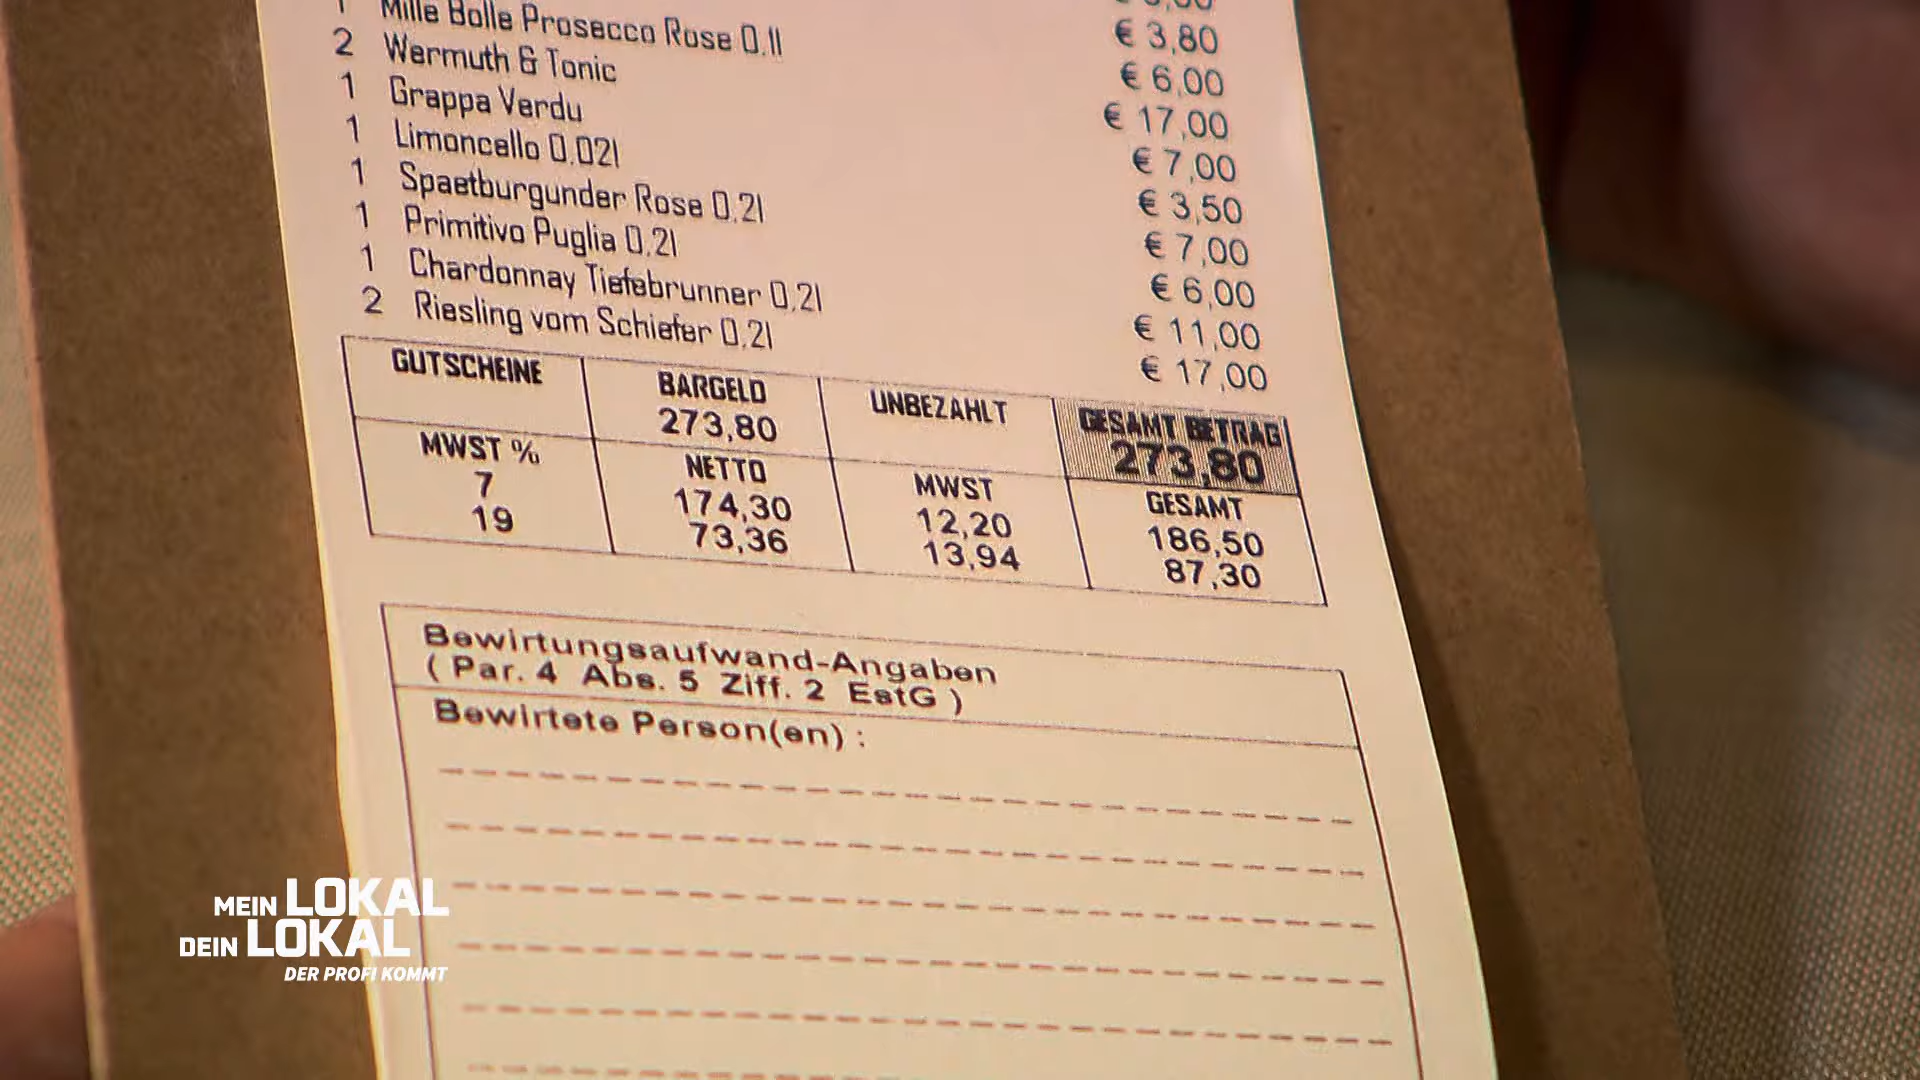 € 3,80
1 Mille Bolle Prosecco Rose 0,1l € 6,00
2 Wermuth & Tonic € 17,00
1 Grappa Verdu € 7,00
1 Limoncello 0,02l € 3,50
1 Spaetburgunder Rose 0,2l € 7,00
1 Primitivo Puglia 0,2l € 6,00
1 Chardonnay Tiefebrunner 0,2l € 11,00
2 Riesling vom Schiefer 0,2l € 17,00
GUTSCHEINE BARGELD UNBEZAHLT GESAMT BETRAG
273,80 273,80
MWST % NETTO MWST GESAMT
7 174,30 12,20 186,50
19 73,36 13,94 87,30
Bewirtungsaufwand-Angaben
( Par. 4 Abs. 5 Ziff. 2 EstG )
Bewirtete Person(en) :
MEIN LOKAL
DEIN LOKAL
DER PROFI KOMMT